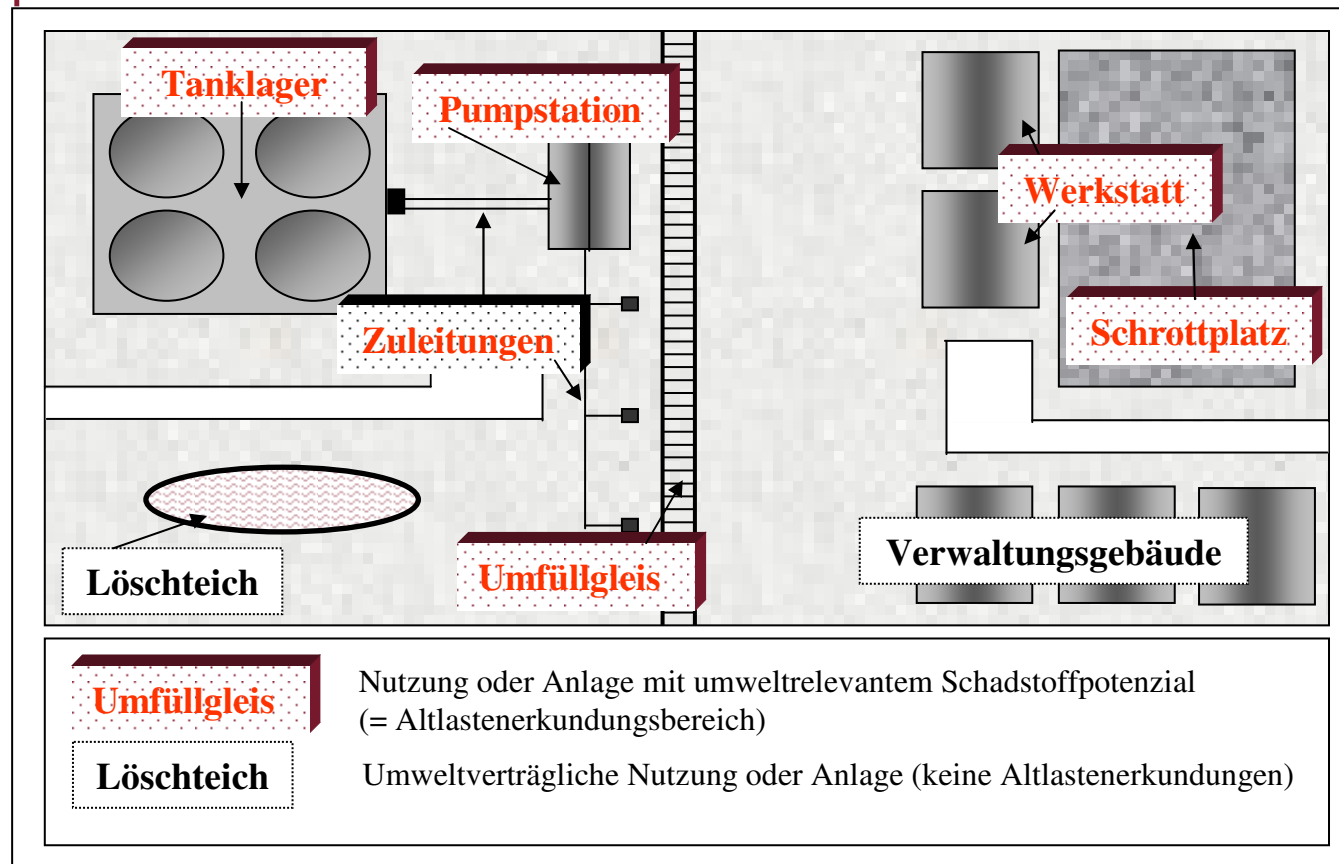 Tanklager
Pumpstation
Werkstatt
Zuleitungen
Schrottplatz
Löschteich
Umfüllgleis
Verwaltungsgebäude
Umfüllgleis
Nutzung oder Anlage mit umweltrelevantem Schadstoffpotenzial
(= Altlastenerkundungsbereich)
Löschteich
Umweltverträgliche Nutzung oder Anlage (keine Altlastenerkundungen)